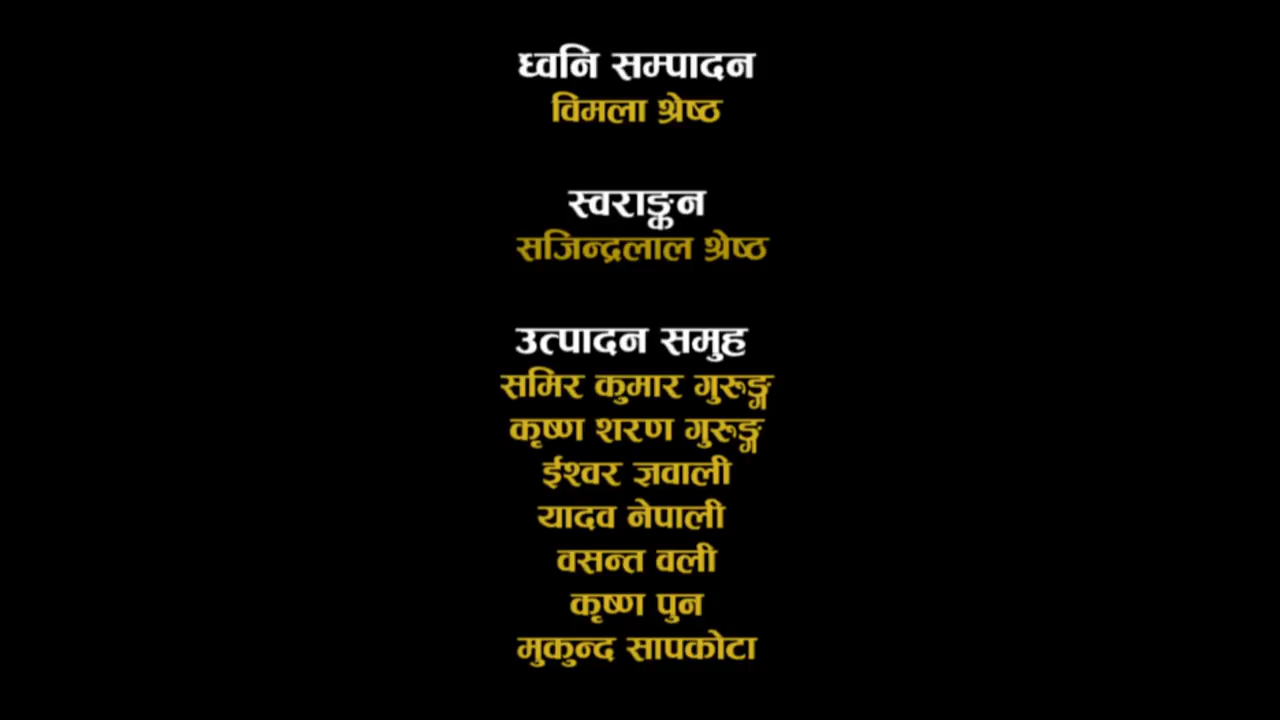 ध्वनि सम्पादन
विमला श्रेष्ठ
स्वराङ्कन
सजिन्द्रलाल श्रेष्ठ
उत्पादन समुह
समिर कुमार गुरुङ्ग
कृष्ण शरण गुरुङ्ग
ईश्वर ज्ञवाली
यादव नेपाली
वसन्त वली
कृष्ण पुन
मुकुन्द सापकोटा